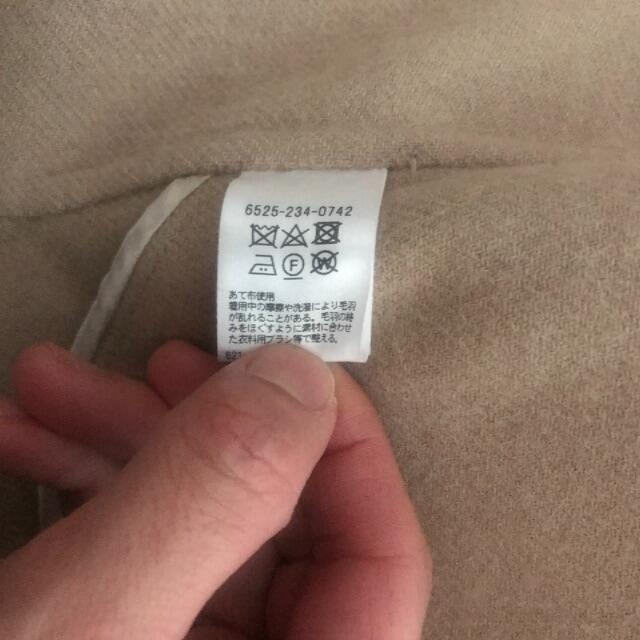 6525-234-0742
F W
あて布使用
着用中の摩擦や洗濯により毛羽
が乱れることがある。毛羽の絡
みをほぐすように素材に合わせ
た衣料用ブラシ等で整える。
621